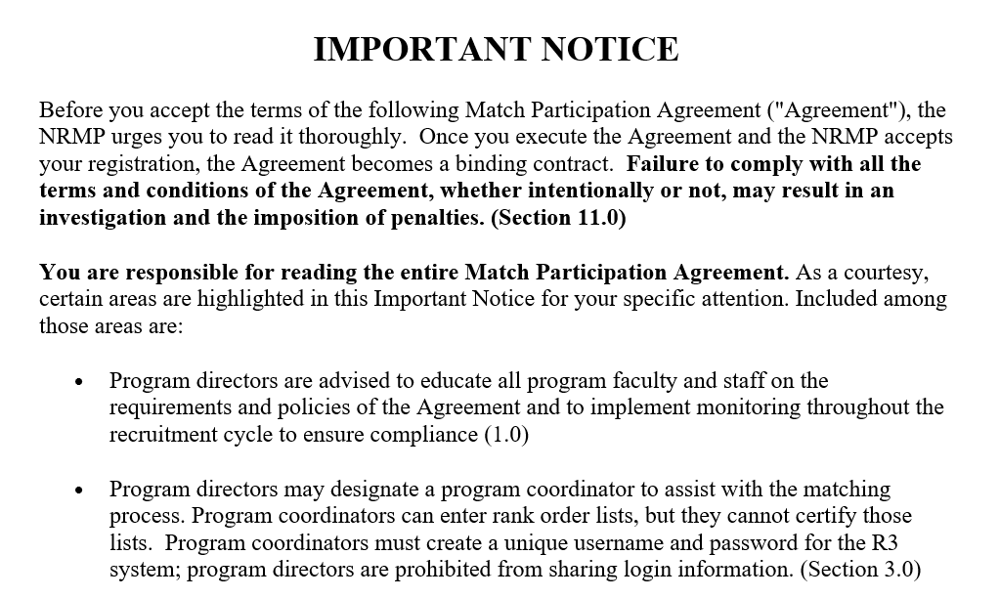 IMPORTANT NOTICE
Before you accept the terms of the following Match Participation Agreement ("Agreement"), the
NRMP urges you to read it thoroughly.  Once you execute the Agreement and the NRMP accepts
your registration, the Agreement becomes a binding contract.  Failure to comply with all the
terms and conditions of the Agreement, whether intentionally or not, may result in an
investigation and the imposition of penalties. (Section 11.0)
You are responsible for reading the entire Match Participation Agreement. As a courtesy,
certain areas are highlighted in this Important Notice for your specific attention. Included among
those areas are:
• Program directors are advised to educate all program faculty and staff on the
requirements and policies of the Agreement and to implement monitoring throughout the
recruitment cycle to ensure compliance (1.0)
• Program directors may designate a program coordinator to assist with the matching
process. Program coordinators can enter rank order lists, but they cannot certify those
lists.  Program coordinators must create a unique username and password for the R3
system; program directors are prohibited from sharing login information. (Section 3.0)